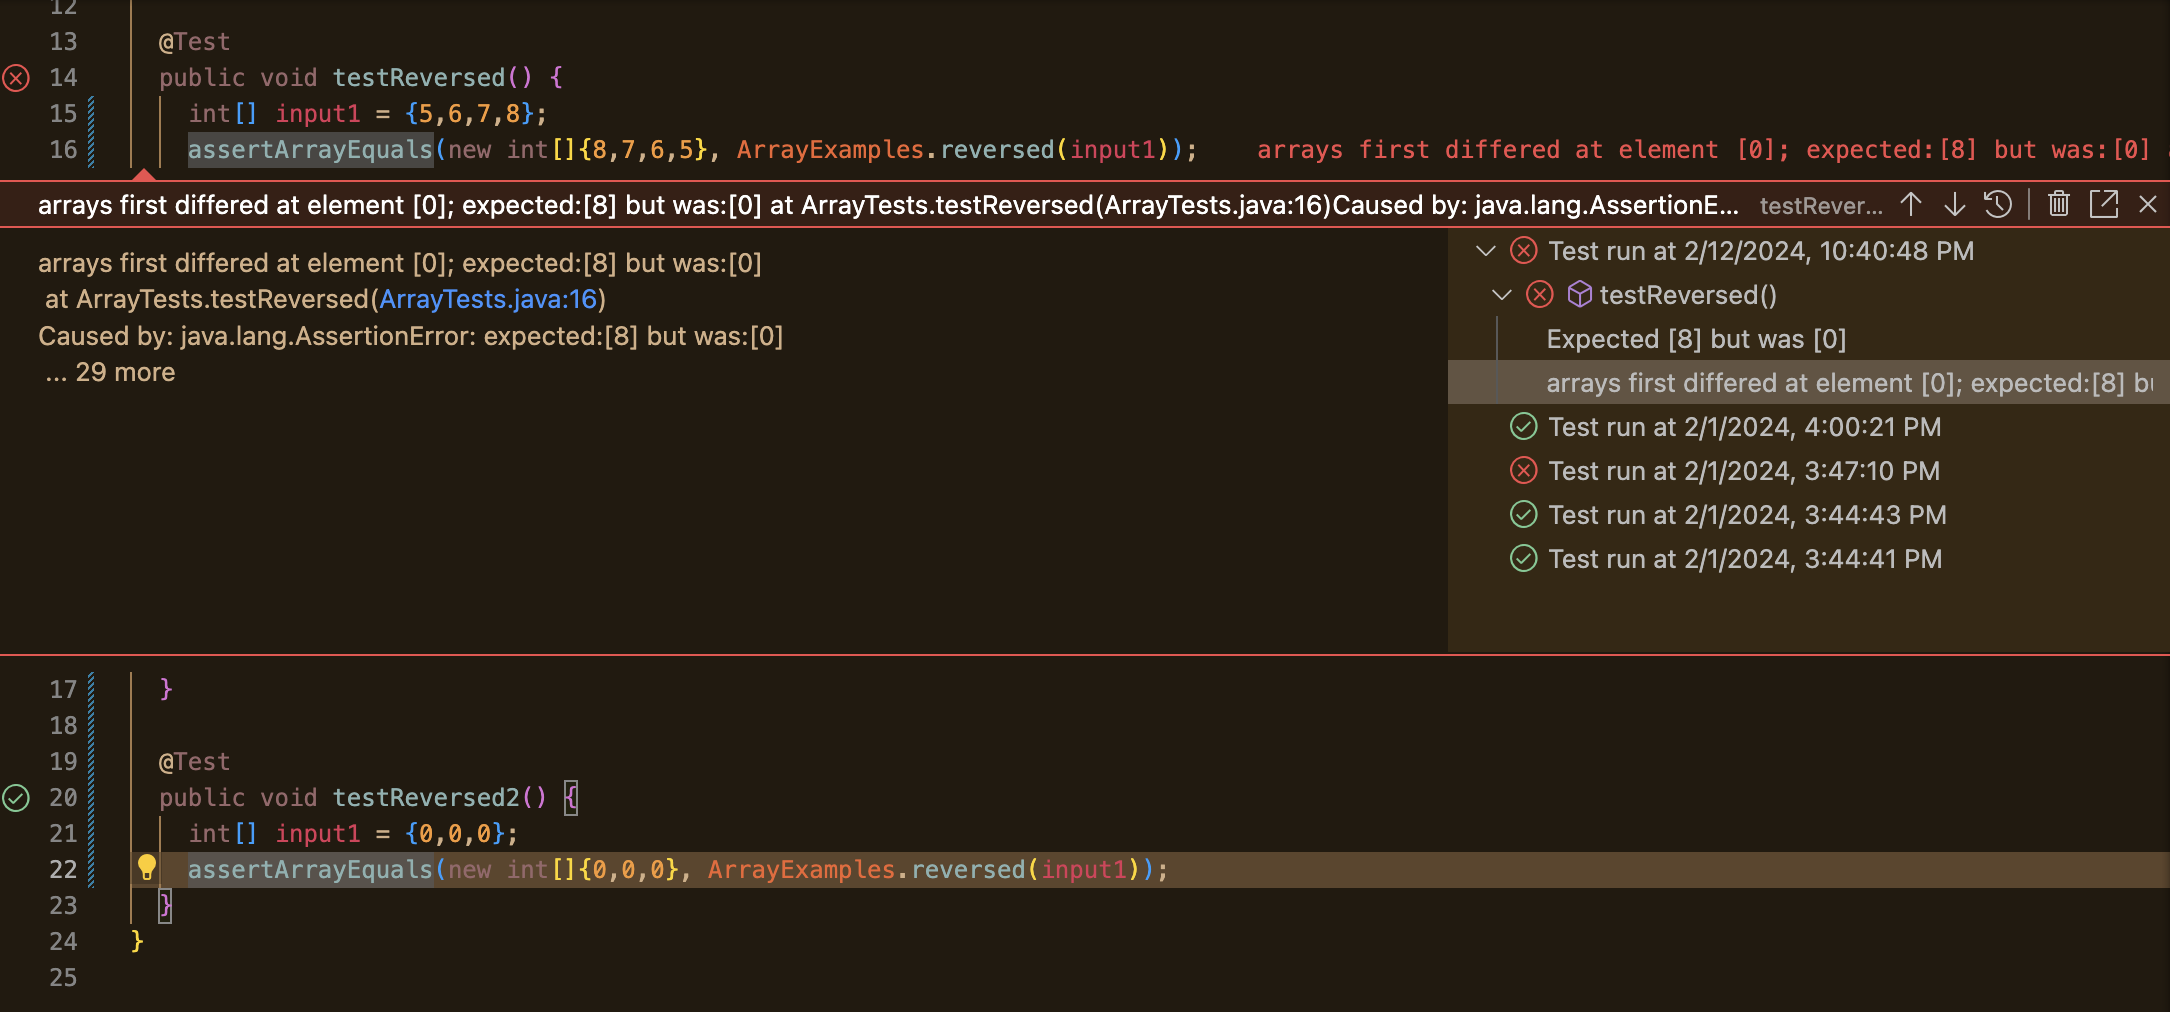 12
13 @Test
14 public void testReversed() {
15 int[] input1 = {5,6,7,8};
16 assertArrayEquals(new int[]{8,7,6,5}, ArrayExamples.reversed(input1)); arrays first differed at element [0]; expected:[8] but was:[0]
arrays first differed at element [0]; expected:[8] but was:[0] at ArrayTests.testReversed(ArrayTests.java:16)Caused by: java.lang.AssertionE... testRever...
arrays first differed at element [0]; expected:[8] but was:[0]
at ArrayTests.testReversed(ArrayTests.java:16)
Caused by: java.lang.AssertionError: expected:[8] but was:[0]
... 29 more
Test run at 2/12/2024, 10:40:48 PM
testReversed()
Expected [8] but was [0]
arrays first differed at element [0]; expected:[8] bu
Test run at 2/1/2024, 4:00:21 PM
Test run at 2/1/2024, 3:47:10 PM
Test run at 2/1/2024, 3:44:43 PM
Test run at 2/1/2024, 3:44:41 PM
17 }
18
19 @Test
20 public void testReversed2() {
21 int[] input1 = {0,0,0};
22 assertArrayEquals(new int[]{0,0,0}, ArrayExamples.reversed(input1));
23 }
24 }
25